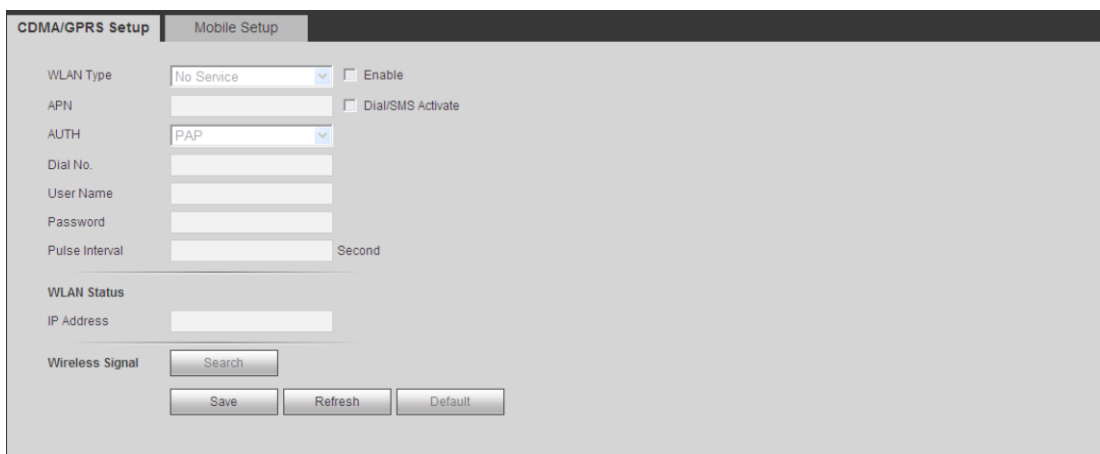 CDMA/GPRS Setup Mobile Setup
WLAN Type No Service Enable
APN Dial/SMS Activate
AUTH PAP
Dial No.
User Name
Password
Pulse Interval Second
WLAN Status
IP Address
Wireless Signal Search
Save Refresh Default